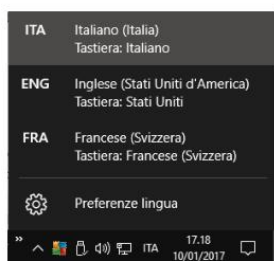 ITA Italiano (Italia)
Tastiera: Italiano
ENG Inglese (Stati Uniti d'America)
Tastiera: Stati Uniti
FRA Francese (Svizzera)
Tastiera: Francese (Svizzera)
Preferenze lingua
ITA 17.18
10/01/2017